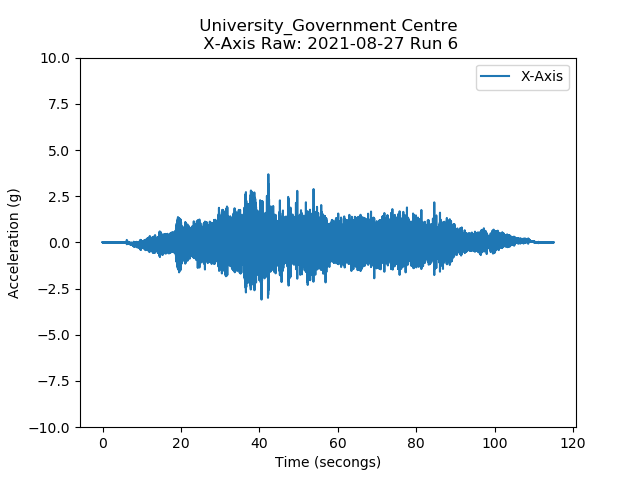 University_Government Centre
X-Axis Raw: 2021-08-27 Run 6
X-Axis
Acceleration (g)
10.0
7.5
5.0
2.5
0.0
−2.5
−5.0
−7.5
−10.0
0 20 40 60 80 100 120
Time (secongs)